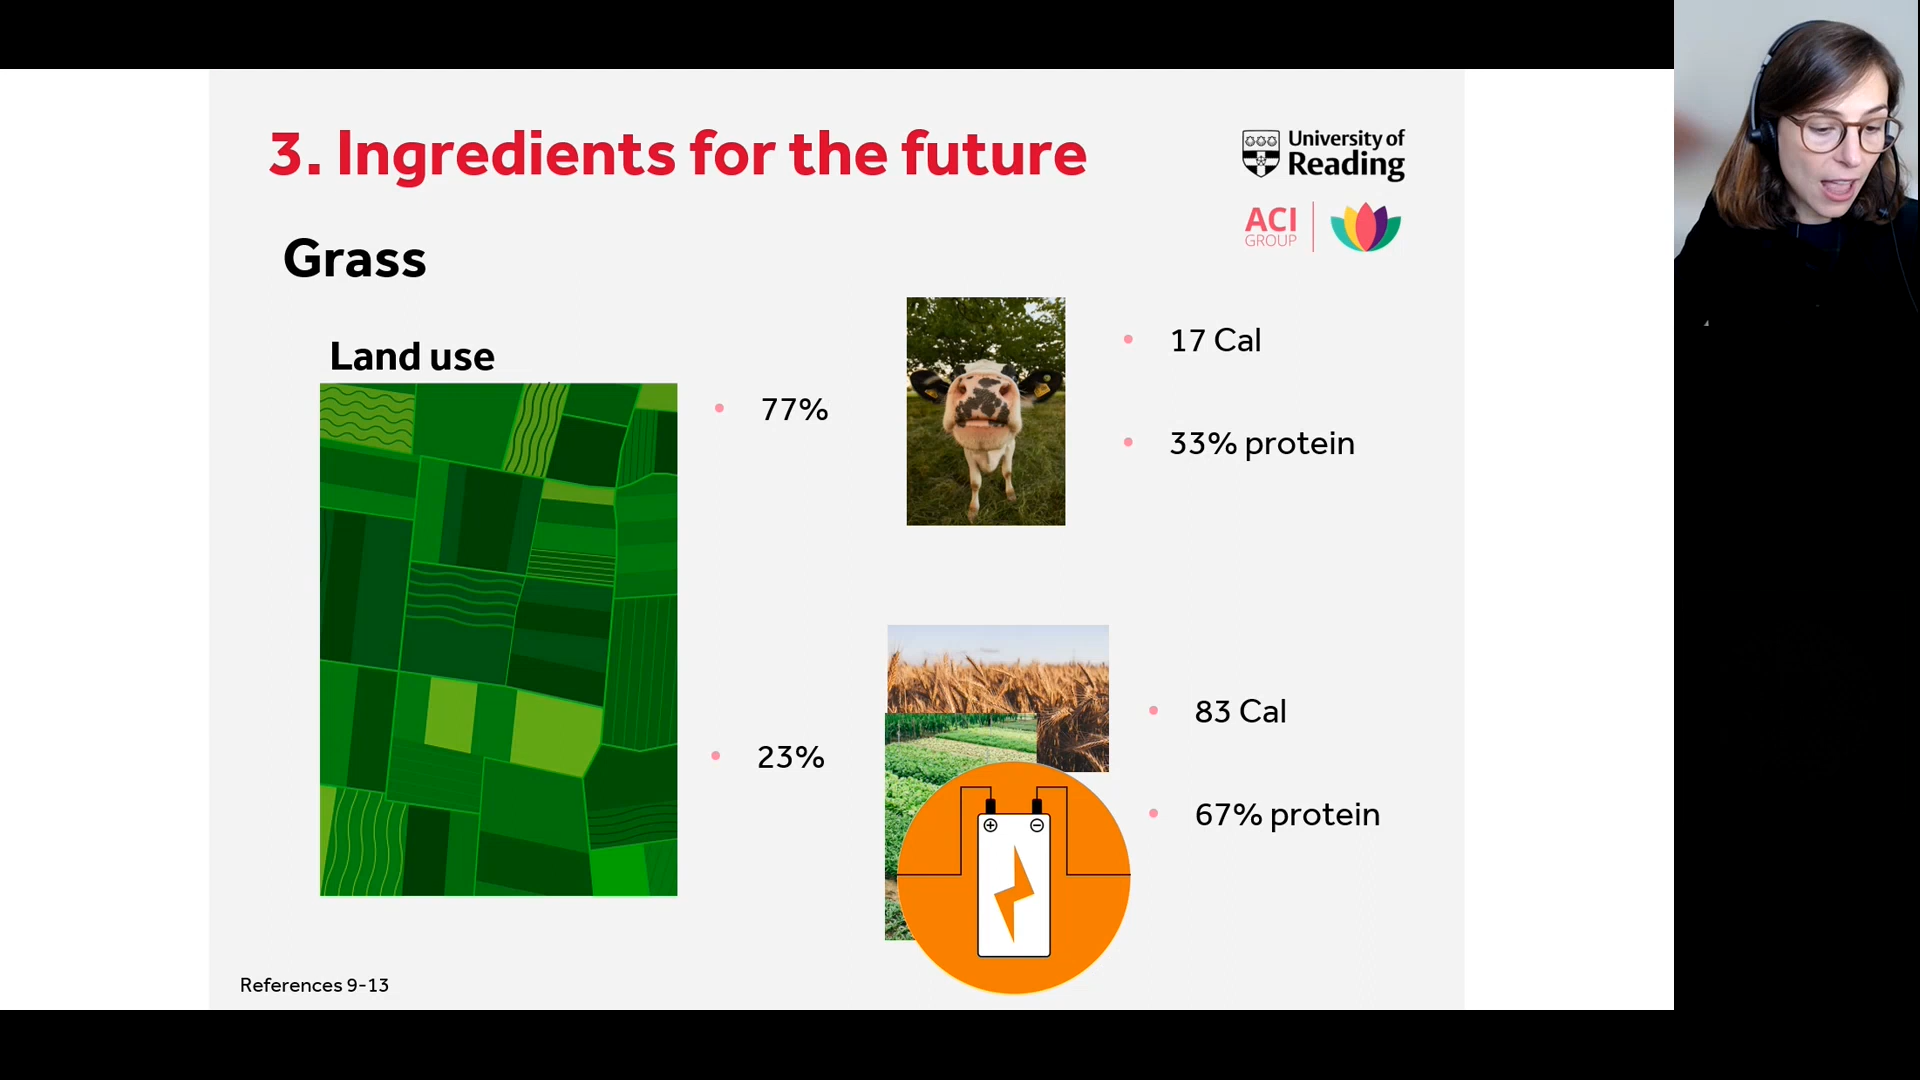 3. Ingredients for the future
University of
Reading
ACI
GROUP
Grass
Land use
77%
17 Cal
33% protein
23%
83 Cal
67% protein
References 9-13